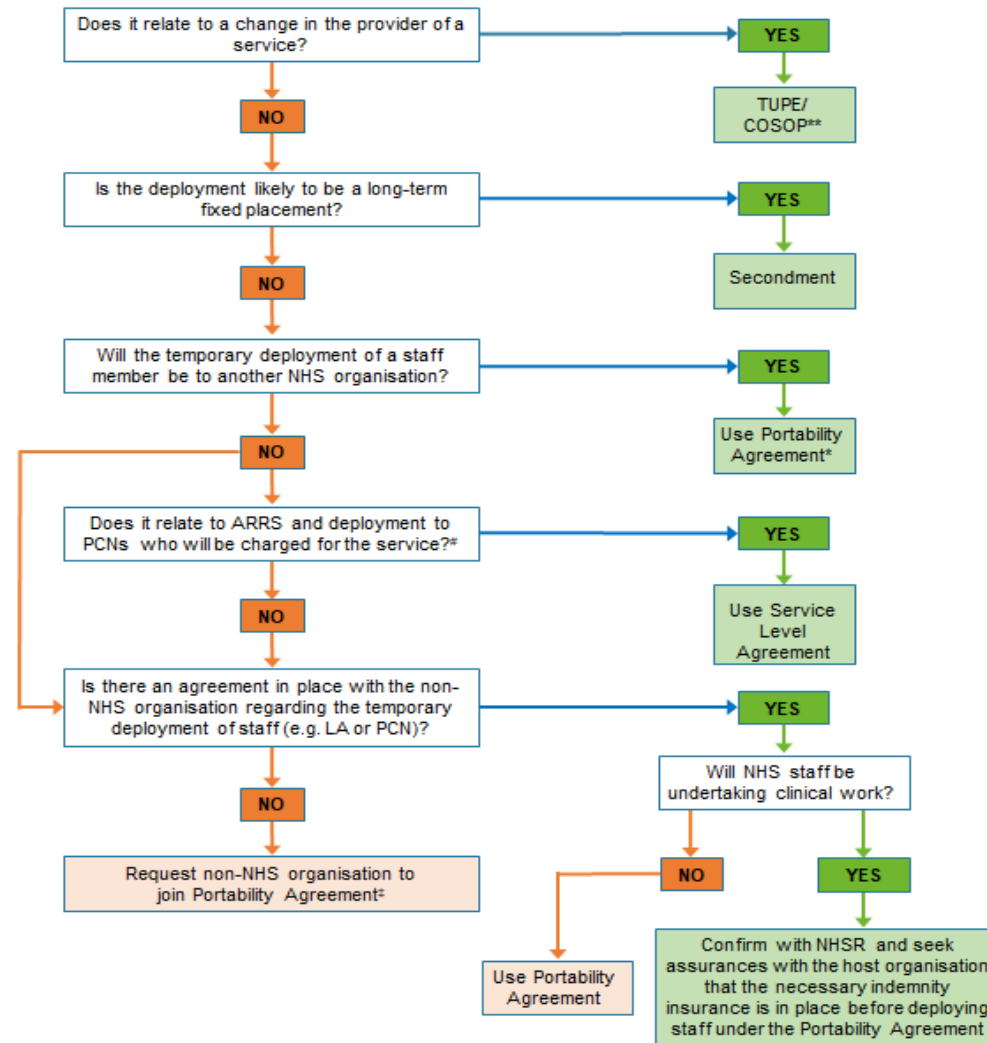 Does it relate to a change in the provider of a
service?
YES
TUPE/
COSOP**
NO
Is the deployment likely to be a long-term
fixed placement?
YES
Secondment
NO
Will the temporary deployment of a staff
member be to another NHS organisation?
YES
Use Portability
Agreement*
NO
Does it relate to ARRS and deployment to
PCNs who will be charged for the service?#
YES
Use Service
Level
Agreement
NO
Is there an agreement in place with the non-
NHS organisation regarding the temporary
deployment of staff (e.g. LA or PCN)?
YES
Will NHS staff be
undertaking clinical work?
NO
Request non-NHS organisation to
join Portability Agreement‡
NO
YES
Use Portability
Agreement
Confirm with NHSR and seek
assurances with the host organisation
that the necessary indemnity
insurance is in place before deploying
staff under the Portability Agreement